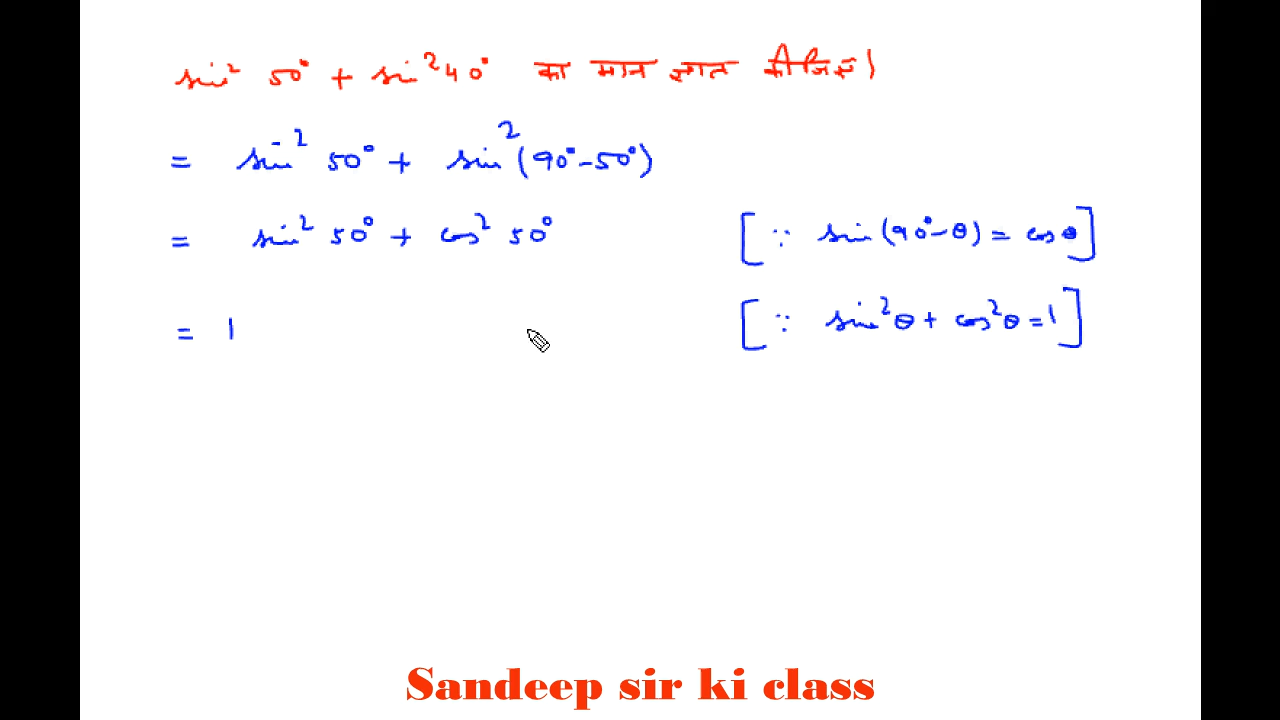 sin² 50° + sin² 40° का मान ज्ञात कीजिए।
= sin² 50° + sin² (90° - 50°)
= sin² 50° + cos² 50° [∵ sin (90° - θ) = cos θ]
= 1 [∵ sin² θ + cos² θ = 1]
Sandeep sir ki class